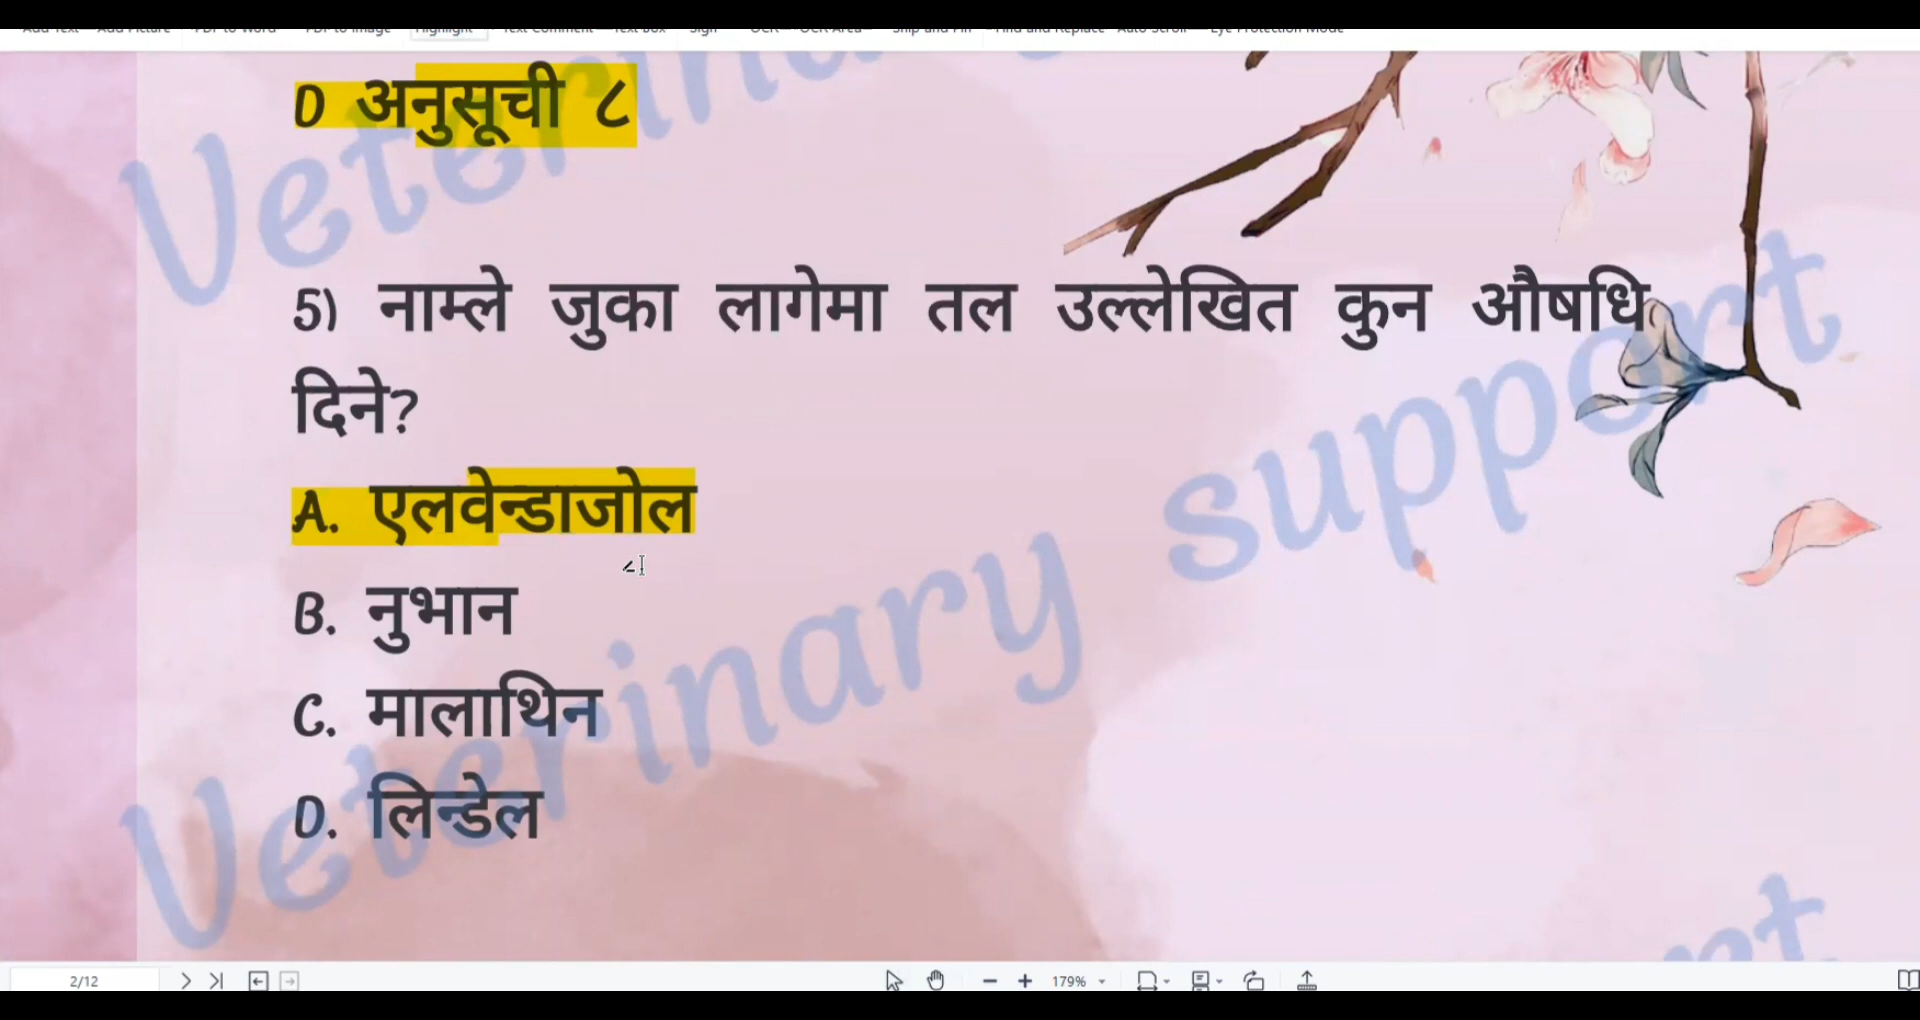 D अनुसूची ८
5) नाम्ले जुका लागेमा तल उल्लेखित कुन औषधि
दिने?
A. एलवेन्डाजोल
B. नुभान
C. मालाथिन
D. लिन्डेल
Veterinary support
2/12
179%